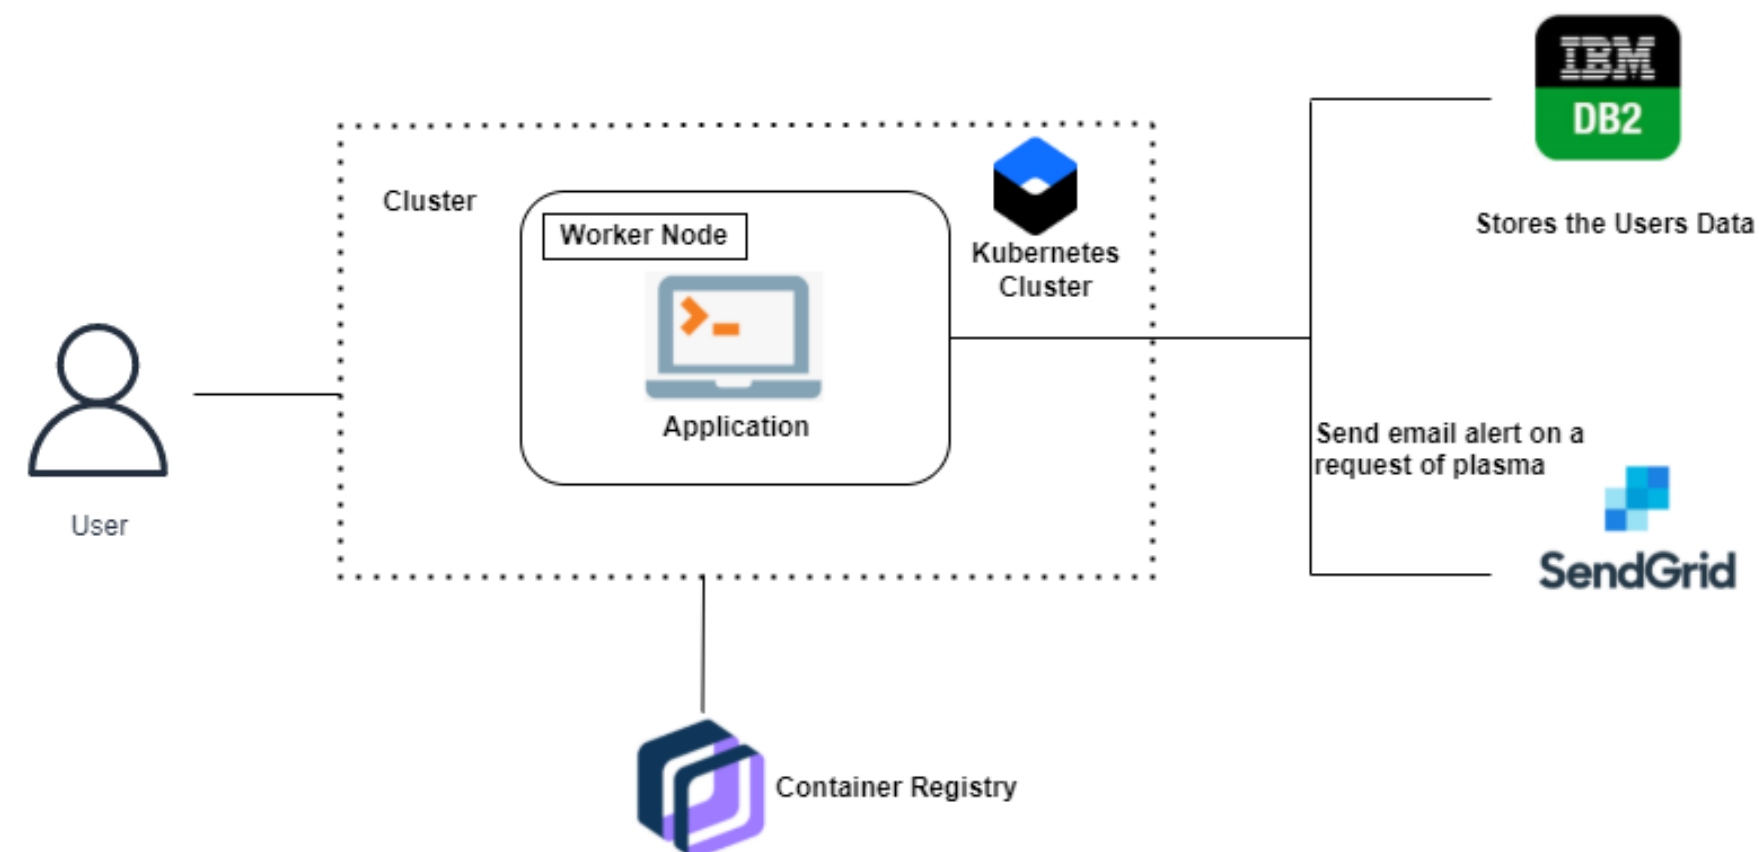 IBM
DB2
Stores the Users Data
Cluster
Worker Node
Kubernetes
Cluster
Application
User
Send email alert on a
request of plasma
SendGrid
Container Registry